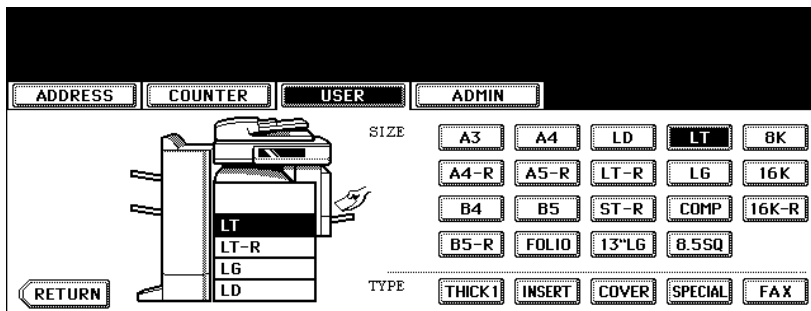 ADDRESS COUNTER USER ADMIN
SIZE A3 A4 LD LT 8K
A4-R A5-R LT-R LG 16K
B4 B5 ST-R COMP 16K-R
B5-R FOLIO 13"LG 8.5SQ
LT
LT-R
LG
LD
TYPE THICK1 INSERT COVER SPECIAL FAX
RETURN